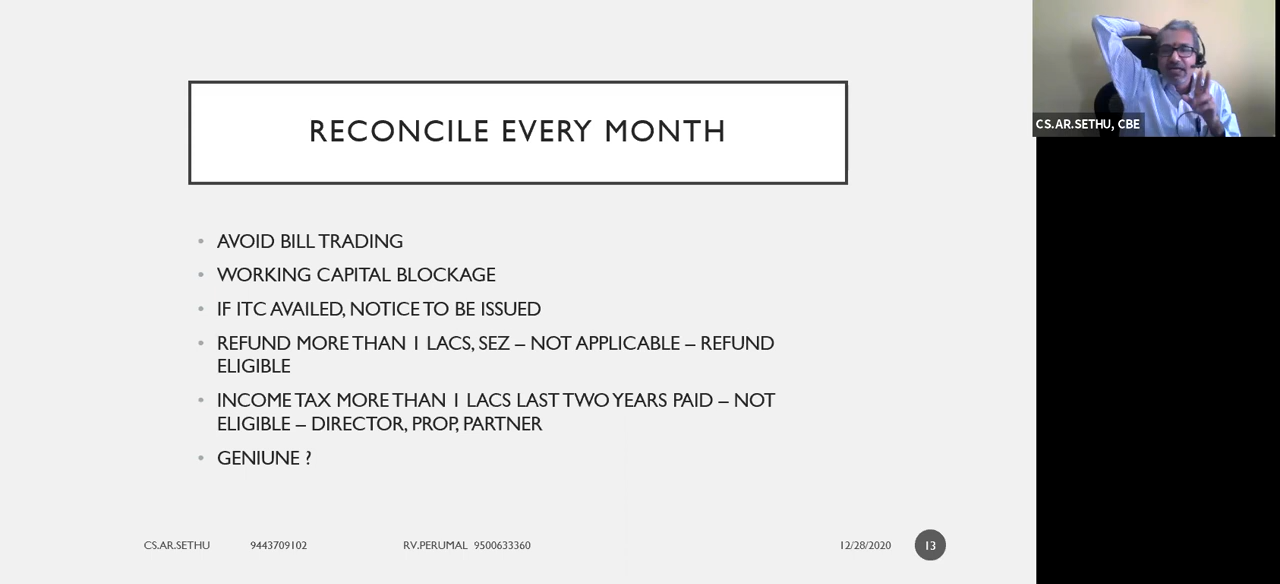 RECONCILE EVERY MONTH
• AVOID BILL TRADING
• WORKING CAPITAL BLOCKAGE
• IF ITC AVAILED, NOTICE TO BE ISSUED
• REFUND MORE THAN 1 LACS, SEZ – NOT APPLICABLE – REFUND
ELIGIBLE
• INCOME TAX MORE THAN 1 LACS LAST TWO YEARS PAID – NOT
ELIGIBLE – DIRECTOR, PROP, PARTNER
• GENIUNE ?
CS.AR.SETHU 9443709102 RV.PERUMAL 9500633360 12/28/2020 13
CS.AR.SETHU, CBE